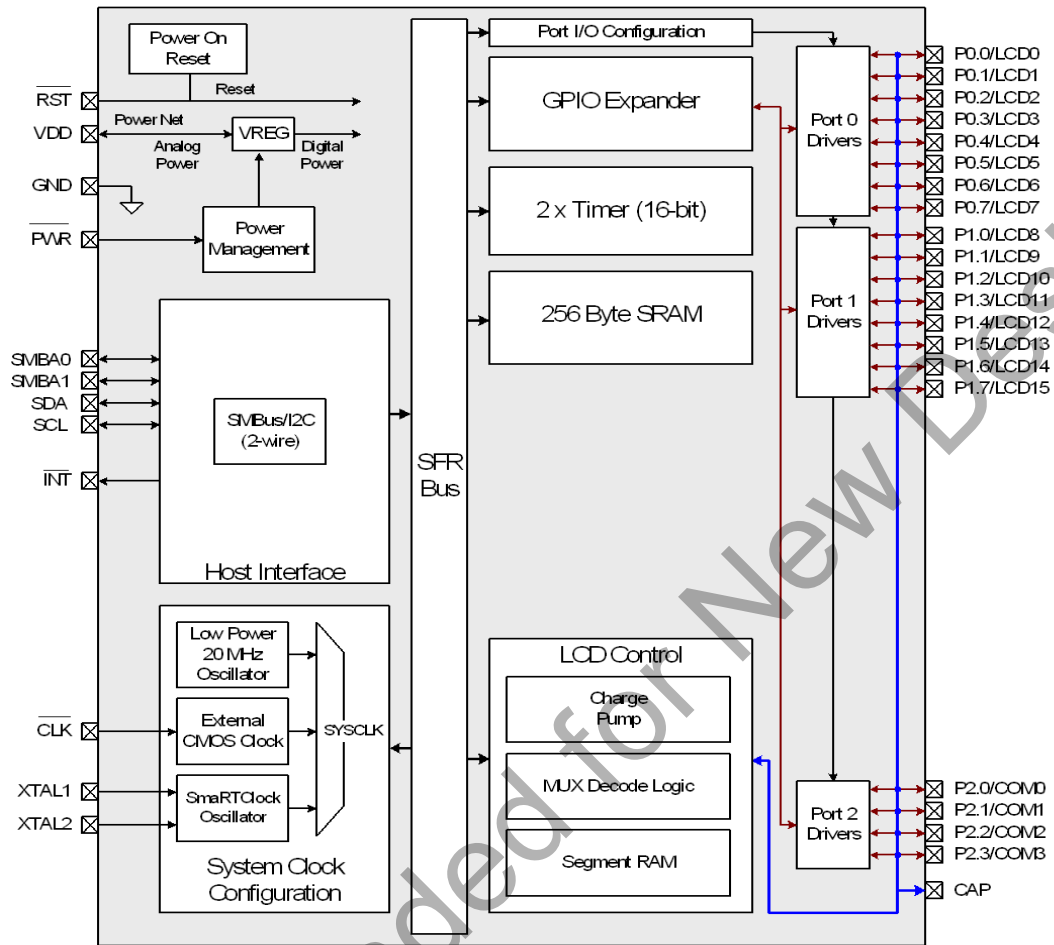 Power On
Reset
RST
Reset
VDD
Power Net
Analog
Power
VREG
Digital
Power
GND
PWR
Power
Management
SMBA0
SMBA1
SDA
SCL
INT
SMBus/I2C
(2-wire)
Host Interface
Low Power
20 MHz
Oscillator
CLK
External
CMOS Clock
SYSCLK
XTAL1
XTAL2
SmaRTClock
Oscillator
System Clock
Configuration
SFR
Bus
Port I/O Configuration
GPIO Expander
2 x Timer (16-bit)
256 Byte SRAM
LCD Control
Charge
Pump
MUX Decode Logic
Segment RAM
Port 0
Drivers
Port 1
Drivers
Port 2
Drivers
P0.0/LCD0
P0.1/LCD1
P0.2/LCD2
P0.3/LCD3
P0.4/LCD4
P0.5/LCD5
P0.6/LCD6
P0.7/LCD7
P1.0/LCD8
P1.1/LCD9
P1.2/LCD10
P1.3/LCD11
P1.4/LCD12
P1.5/LCD13
P1.6/LCD14
P1.7/LCD15
P2.0/COM0
P2.1/COM1
P2.2/COM2
P2.3/COM3
CAP
for New